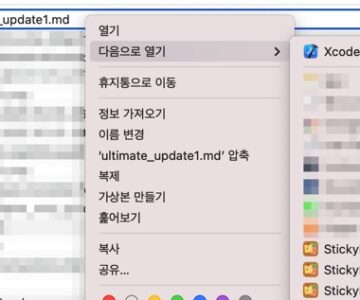 _update1.md
열기
다음으로 열기
Xcode
휴지통으로 이동
정보 가져오기
이름 변경
‘ultimate_update1.md’ 압축
복제
가상본 만들기
훑어보기
복사
Sticky
공유...
Sticky
Sticky